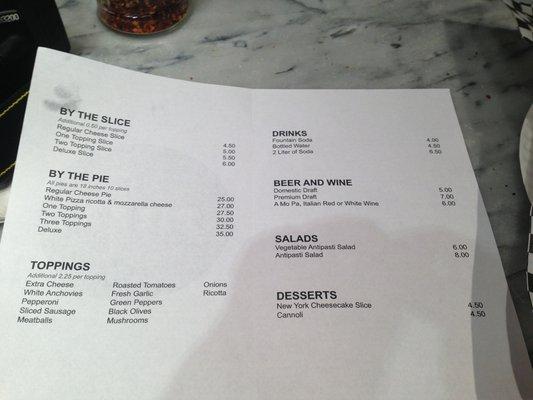 BY THE SLICE
Additional 0.50 per topping
Regular Cheese Slice 4.50
One Topping Slice 5.00
Two Topping Slice 5.50
Deluxe Slice 6.00
BY THE PIE
All pies are 18 inches 10 slices
Regular Cheese Pie 25.00
White Pizza ricotta & mozzarella cheese 27.00
One Topping 27.50
Two Toppings 30.00
Three Toppings 32.50
Deluxe 35.00
TOPPINGS
Additional 2.25 per topping
Extra Cheese Roasted Tomatoes Onions
White Anchovies Fresh Garlic Ricotta
Pepperoni Green Peppers
Sliced Sausage Black Olives
Meatballs Mushrooms
DRINKS
Fountain Soda 4.00
Bottled Water 4.50
2 Liter of Soda 6.50
BEER AND WINE
Domestic Draft 5.00
Premium Draft 7.00
A Mo Pa, Italian Red or White Wine 6.00
SALADS
Vegetable Antipasti Salad 6.00
Antipasti Salad 8.00
DESSERTS
New York Cheesecake Slice 4.50
Cannoli 4.50